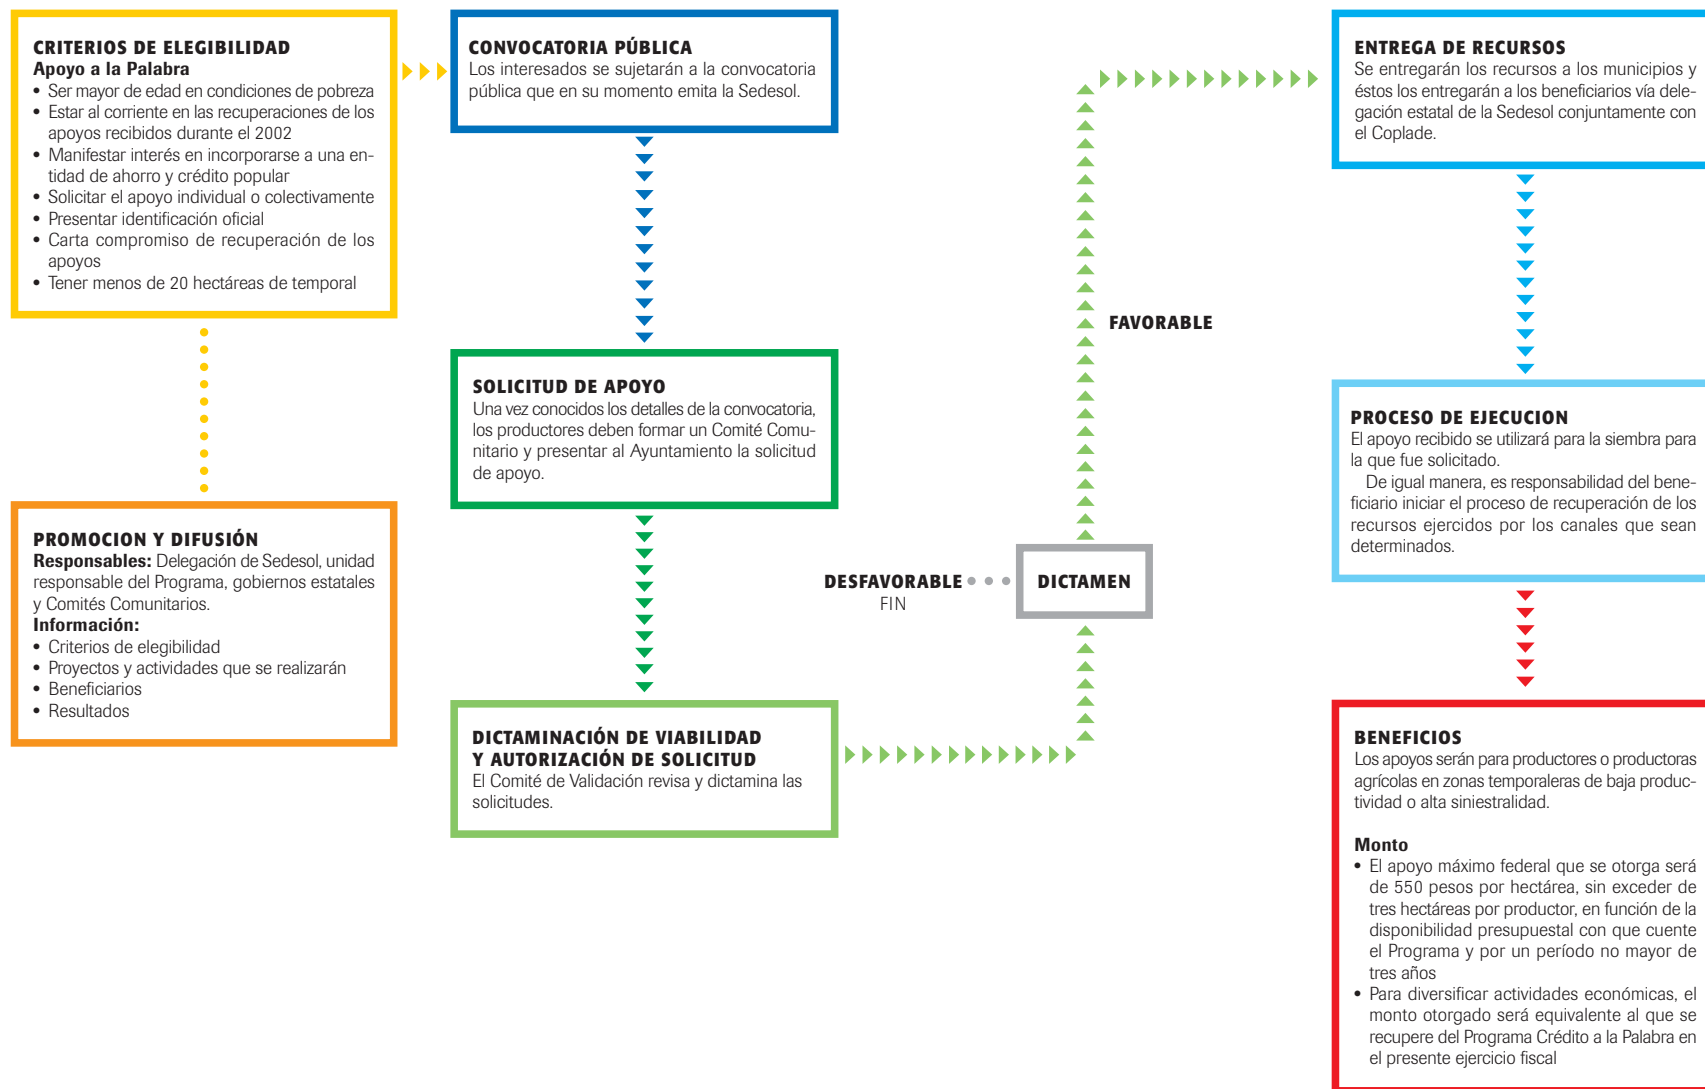 CRITERIOS DE ELEGIBILIDAD
Apoyo a la Palabra
• Ser mayor de edad en condiciones de pobreza
• Estar al corriente en las recuperaciones de los
apoyos recibidos durante el 2002
• Manifestar interés en incorporarse a una en-
tidad de ahorro y crédito popular
• Solicitar el apoyo individual o colectivamente
• Presentar identificación oficial
• Carta compromiso de recuperación de los
apoyos
• Tener menos de 20 hectáreas de temporal
PROMOCION Y DIFUSIÓN
Responsables: Delegación de Sedesol, unidad
responsable del Programa, gobiernos estatales
y Comités Comunitarios.
Información:
• Criterios de elegibilidad
• Proyectos y actividades que se realizarán
• Beneficiarios
• Resultados
CONVOCATORIA PÚBLICA
Los interesados se sujetarán a la convocatoria
pública que en su momento emita la Sedesol.
SOLICITUD DE APOYO
Una vez conocidos los detalles de la convocatoria,
los productores deben formar un Comité Comu-
nitario y presentar al Ayuntamiento la solicitud
de apoyo.
DICTAMINACIÓN DE VIABILIDAD
Y AUTORIZACIÓN DE SOLICITUD
El Comité de Validación revisa y dictamina las
solicitudes.
DICTAMEN
DESFAVORABLE
FIN
FAVORABLE
ENTREGA DE RECURSOS
Se entregarán los recursos a los municipios y
éstos los entregarán a los beneficiarios vía dele-
gación estatal de la Sedesol conjuntamente con
el Coplade.
PROCESO DE EJECUCION
El apoyo recibido se utilizará para la siembra para
la que fue solicitado.
De igual manera, es responsabilidad del bene-
ficiario iniciar el proceso de recuperación de los
recursos ejercidos por los canales que sean
determinados.
BENEFICIOS
Los apoyos serán para productores o productoras
agrícolas en zonas temporaleras de baja produc-
tividad o alta siniestralidad.
Monto
• El apoyo máximo federal que se otorga será
de 550 pesos por hectárea, sin exceder de
tres hectáreas por productor, en función de la
disponibilidad presupuestal con que cuente
el Programa y por un período no mayor de
tres años
• Para diversificar actividades económicas, el
monto otorgado será equivalente al que se
recupere del Programa Crédito a la Palabra en
el presente ejercicio fiscal